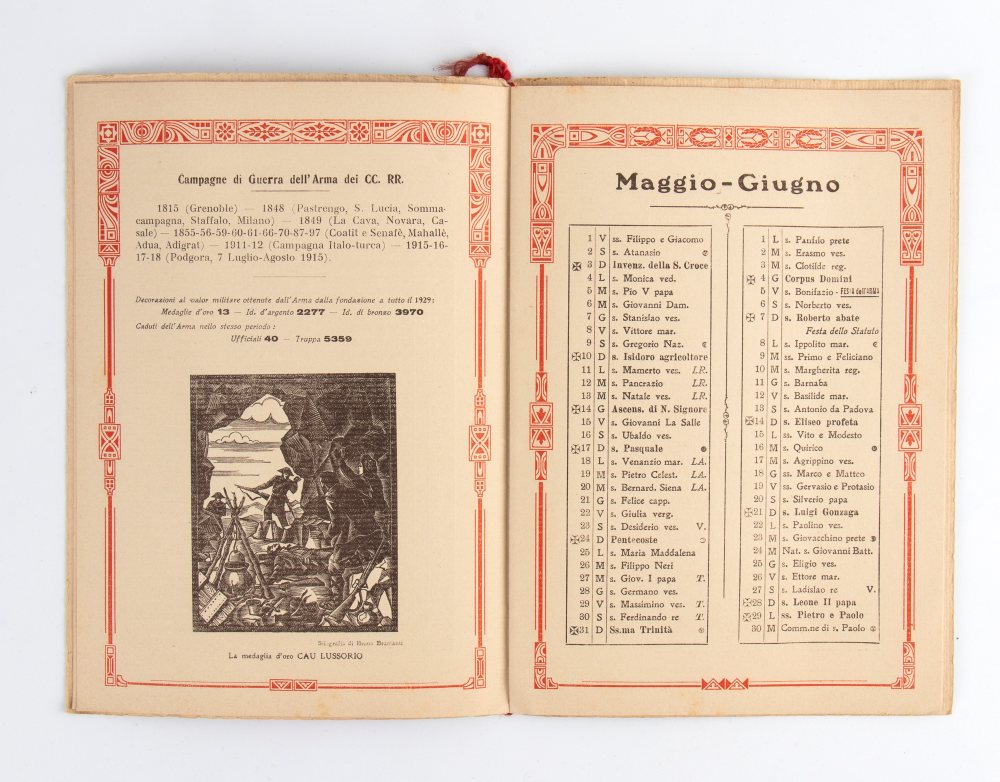 Campagne di Guerra dell'Arma dei CC. RR.
1815 (Grenoble) — 1848 (Pastrengo, S. Lucia, Somma-
campagna, Staffalo, Milano) — 1849 (La Cava, Novara, Ca-
sale) — 1855-56-59-60-61-66-70-87-97 (Coatit e Senafè, Mahallè,
Adua, Adigrat) — 1911-12 (Campagna Italo-turca) — 1915-16-
17-18 (Podgora, 7 Luglio-Agosto 1915).
Decorazioni al valor militare ottenute dall'Arma dalla fondazione a tutto il 1929:
Medaglie d'oro 13 — Id. d'argento 2277 — Id. di bronzo 3970
Caduti dell'Arma nello stesso periodo:
Ufficiali 40 — Truppa 5359
Silografia di Bruno
La medaglia d'oro CAU LUSSORIO
Maggio-Giugno
1 V ss. Filippo e Giacomo
2 S s. Atanasio
3 D Invenz. della S. Croce
4 L s. Monica ved.
5 M s. Pio V papa
6 M s. Giovanni Dam.
7 G s. Stanislao ves.
8 V s. Vittore mar.
9 S s. Gregorio Naz.
10 D s. Isidoro agricoltore
11 L s. Mamerto ves. LR.
12 M s. Pancrazio LR.
13 M s. Natale ves. LR.
14 G Ascens. di N. Signore
15 V s. Giovanni La Salle
16 S s. Ubaldo ves.
17 D s. Pasquale
18 L s. Venanzio mar. LA.
19 M s. Pietro Celest. LA.
20 M s. Bernard. Siena LA.
21 G s. Felice capp.
22 V s. Giulia verg.
23 S s. Desiderio ves. V.
24 D Pentecoste
25 L s. Maria Maddalena
26 M s. Filippo Neri
27 M s. Giov. I papa T.
28 G s. Germano ves.
29 V s. Massimino ves. T.
30 S s. Ferdinando re T.
31 D Ss.ma Trinità
1 L s. Panfilo prete
2 M s. Erasmo ves.
3 M s. Clotilde reg.
4 G Corpus Domini
5 V s. Bonifazio - FESTA dell'ARMA
6 S s. Norberto ves.
7 D s. Roberto abate
Festa dello Statuto
8 L s. Ippolito mar.
9 M ss. Primo e Feliciano
10 M s. Margherita reg.
11 G s. Barnaba
12 V s. Basilide mar.
13 S s. Antonio da Padova
14 D s. Eliseo profeta
15 L ss. Vito e Modesto
16 M s. Quirico
17 M s. Agrippino ves.
18 G ss. Marco e Matteo
19 V ss. Gervasio e Protasio
20 S s. Silverio papa
21 D s. Luigi Gonzaga
22 L s. Paolino ves.
23 M s. Giovacchino prete
24 M Nat. s. Giovanni Batt.
25 G s. Eligio ves.
26 V s. Ettore mar.
27 S s. Ladislao re V.
28 D s. Leone II papa
29 L ss. Pietro e Paolo
30 M Comm.ne di s. Paolo